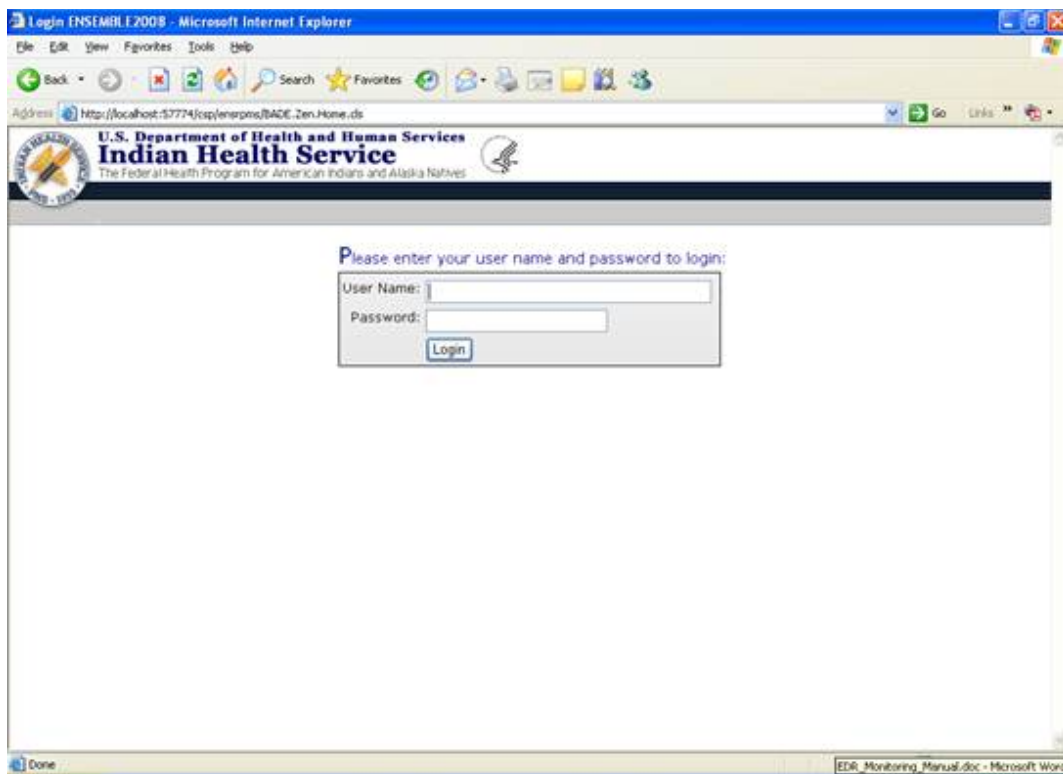 Login ENSEMBLE2008 - Microsoft Internet Explorer
File Edit View Favorites Tools Help
Back Search Favorites
Address http://localhost:57774/csp/ensrpms/BADE.Zen.Home.cls Go Links »
U.S. Department of Health and Human Services
Indian Health Service
The Federal Health Program for American Indians and Alaska Natives
Please enter your user name and password to login:
User Name:
Password:
Login
Done
EDR_Monitoring_Manual.doc - Microsoft Wor